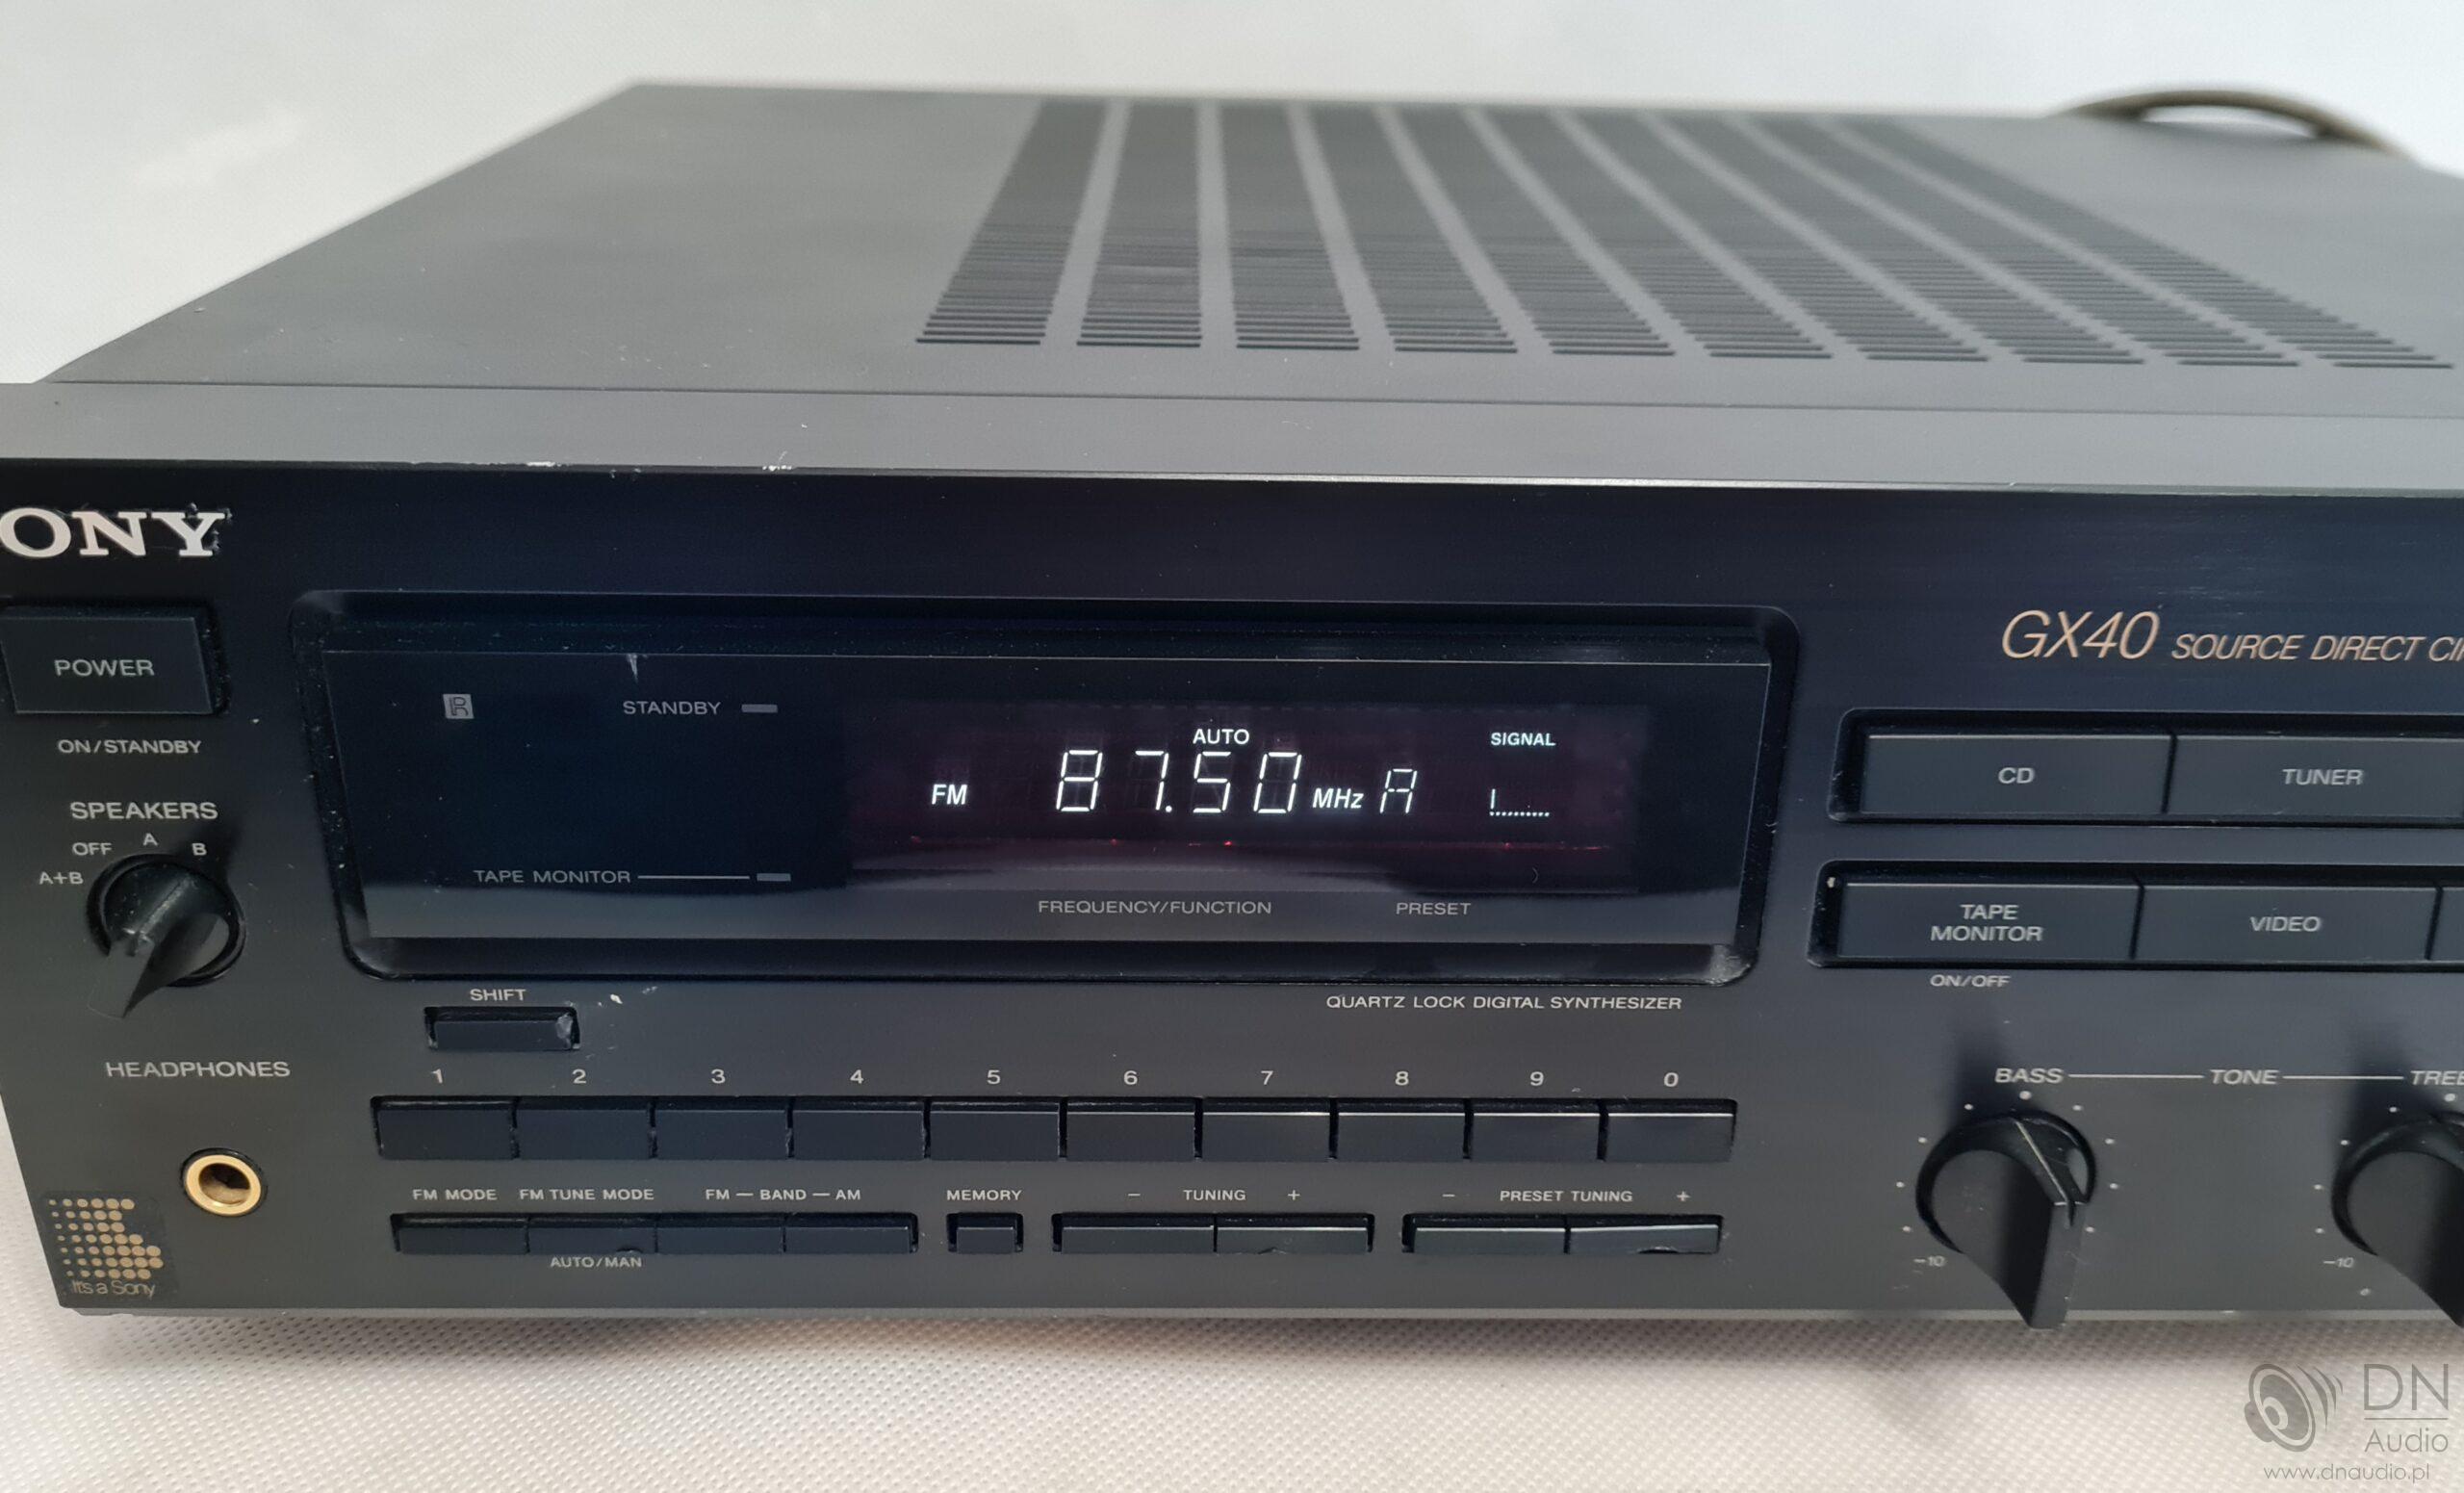 ONY
GX40 SOURCE DIRECT
POWER
ON/STANDBY
R
STANDBY
AUTO
SIGNAL
FM 87.50 MHz A
TAPE MONITOR
FREQUENCY/FUNCTION
PRESET
CD
TUNER
TAPE
MONITOR
VIDEO
ON/OFF
SPEAKERS
OFF A B
A+B
SHIFT
QUARTZ LOCK DIGITAL SYNTHESIZER
HEADPHONES
1 2 3 4 5 6 7 8 9 0
BASS TONE
FM MODE FM TUNE MODE FM — BAND — AM MEMORY − TUNING + − PRESET TUNING +
AUTO/MAN
−10
−10
It's a Sony
DN
Audio
www.dnaudio.pl